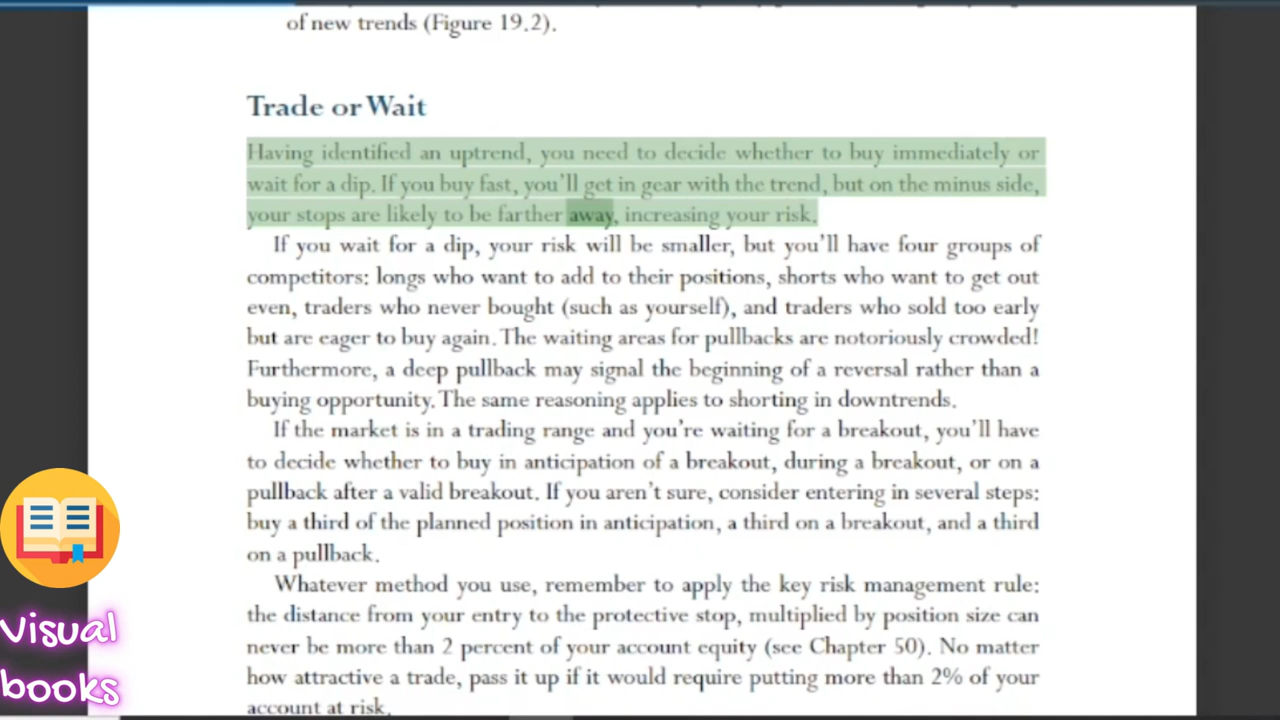 of new trends (Figure 19.2).
Trade or Wait
Having identified an uptrend, you need to decide whether to buy immediately or
wait for a dip. If you buy fast, you'll get in gear with the trend, but on the minus side,
your stops are likely to be farther away, increasing your risk.
If you wait for a dip, your risk will be smaller, but you'll have four groups of
competitors: longs who want to add to their positions, shorts who want to get out
even, traders who never bought (such as yourself), and traders who sold too early
but are eager to buy again. The waiting areas for pullbacks are notoriously crowded!
Furthermore, a deep pullback may signal the beginning of a reversal rather than a
buying opportunity. The same reasoning applies to shorting in downtrends.
If the market is in a trading range and you're waiting for a breakout, you'll have
to decide whether to buy in anticipation of a breakout, during a breakout, or on a
pullback after a valid breakout. If you aren't sure, consider entering in several steps:
buy a third of the planned position in anticipation, a third on a breakout, and a third
on a pullback.
Whatever method you use, remember to apply the key risk management rule:
the distance from your entry to the protective stop, multiplied by position size can
never be more than 2 percent of your account equity (see Chapter 50). No matter
how attractive a trade, pass it up if it would require putting more than 2% of your
account at risk.
Visual
books